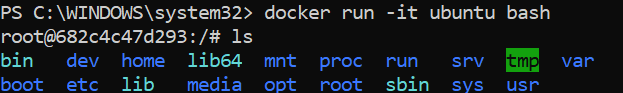 PS C:\WINDOWS\system32> docker run -it ubuntu bash
root@682c4c47d293:/# ls
bin dev home lib64 mnt proc run srv tmp var
boot etc lib media opt root sbin sys usr